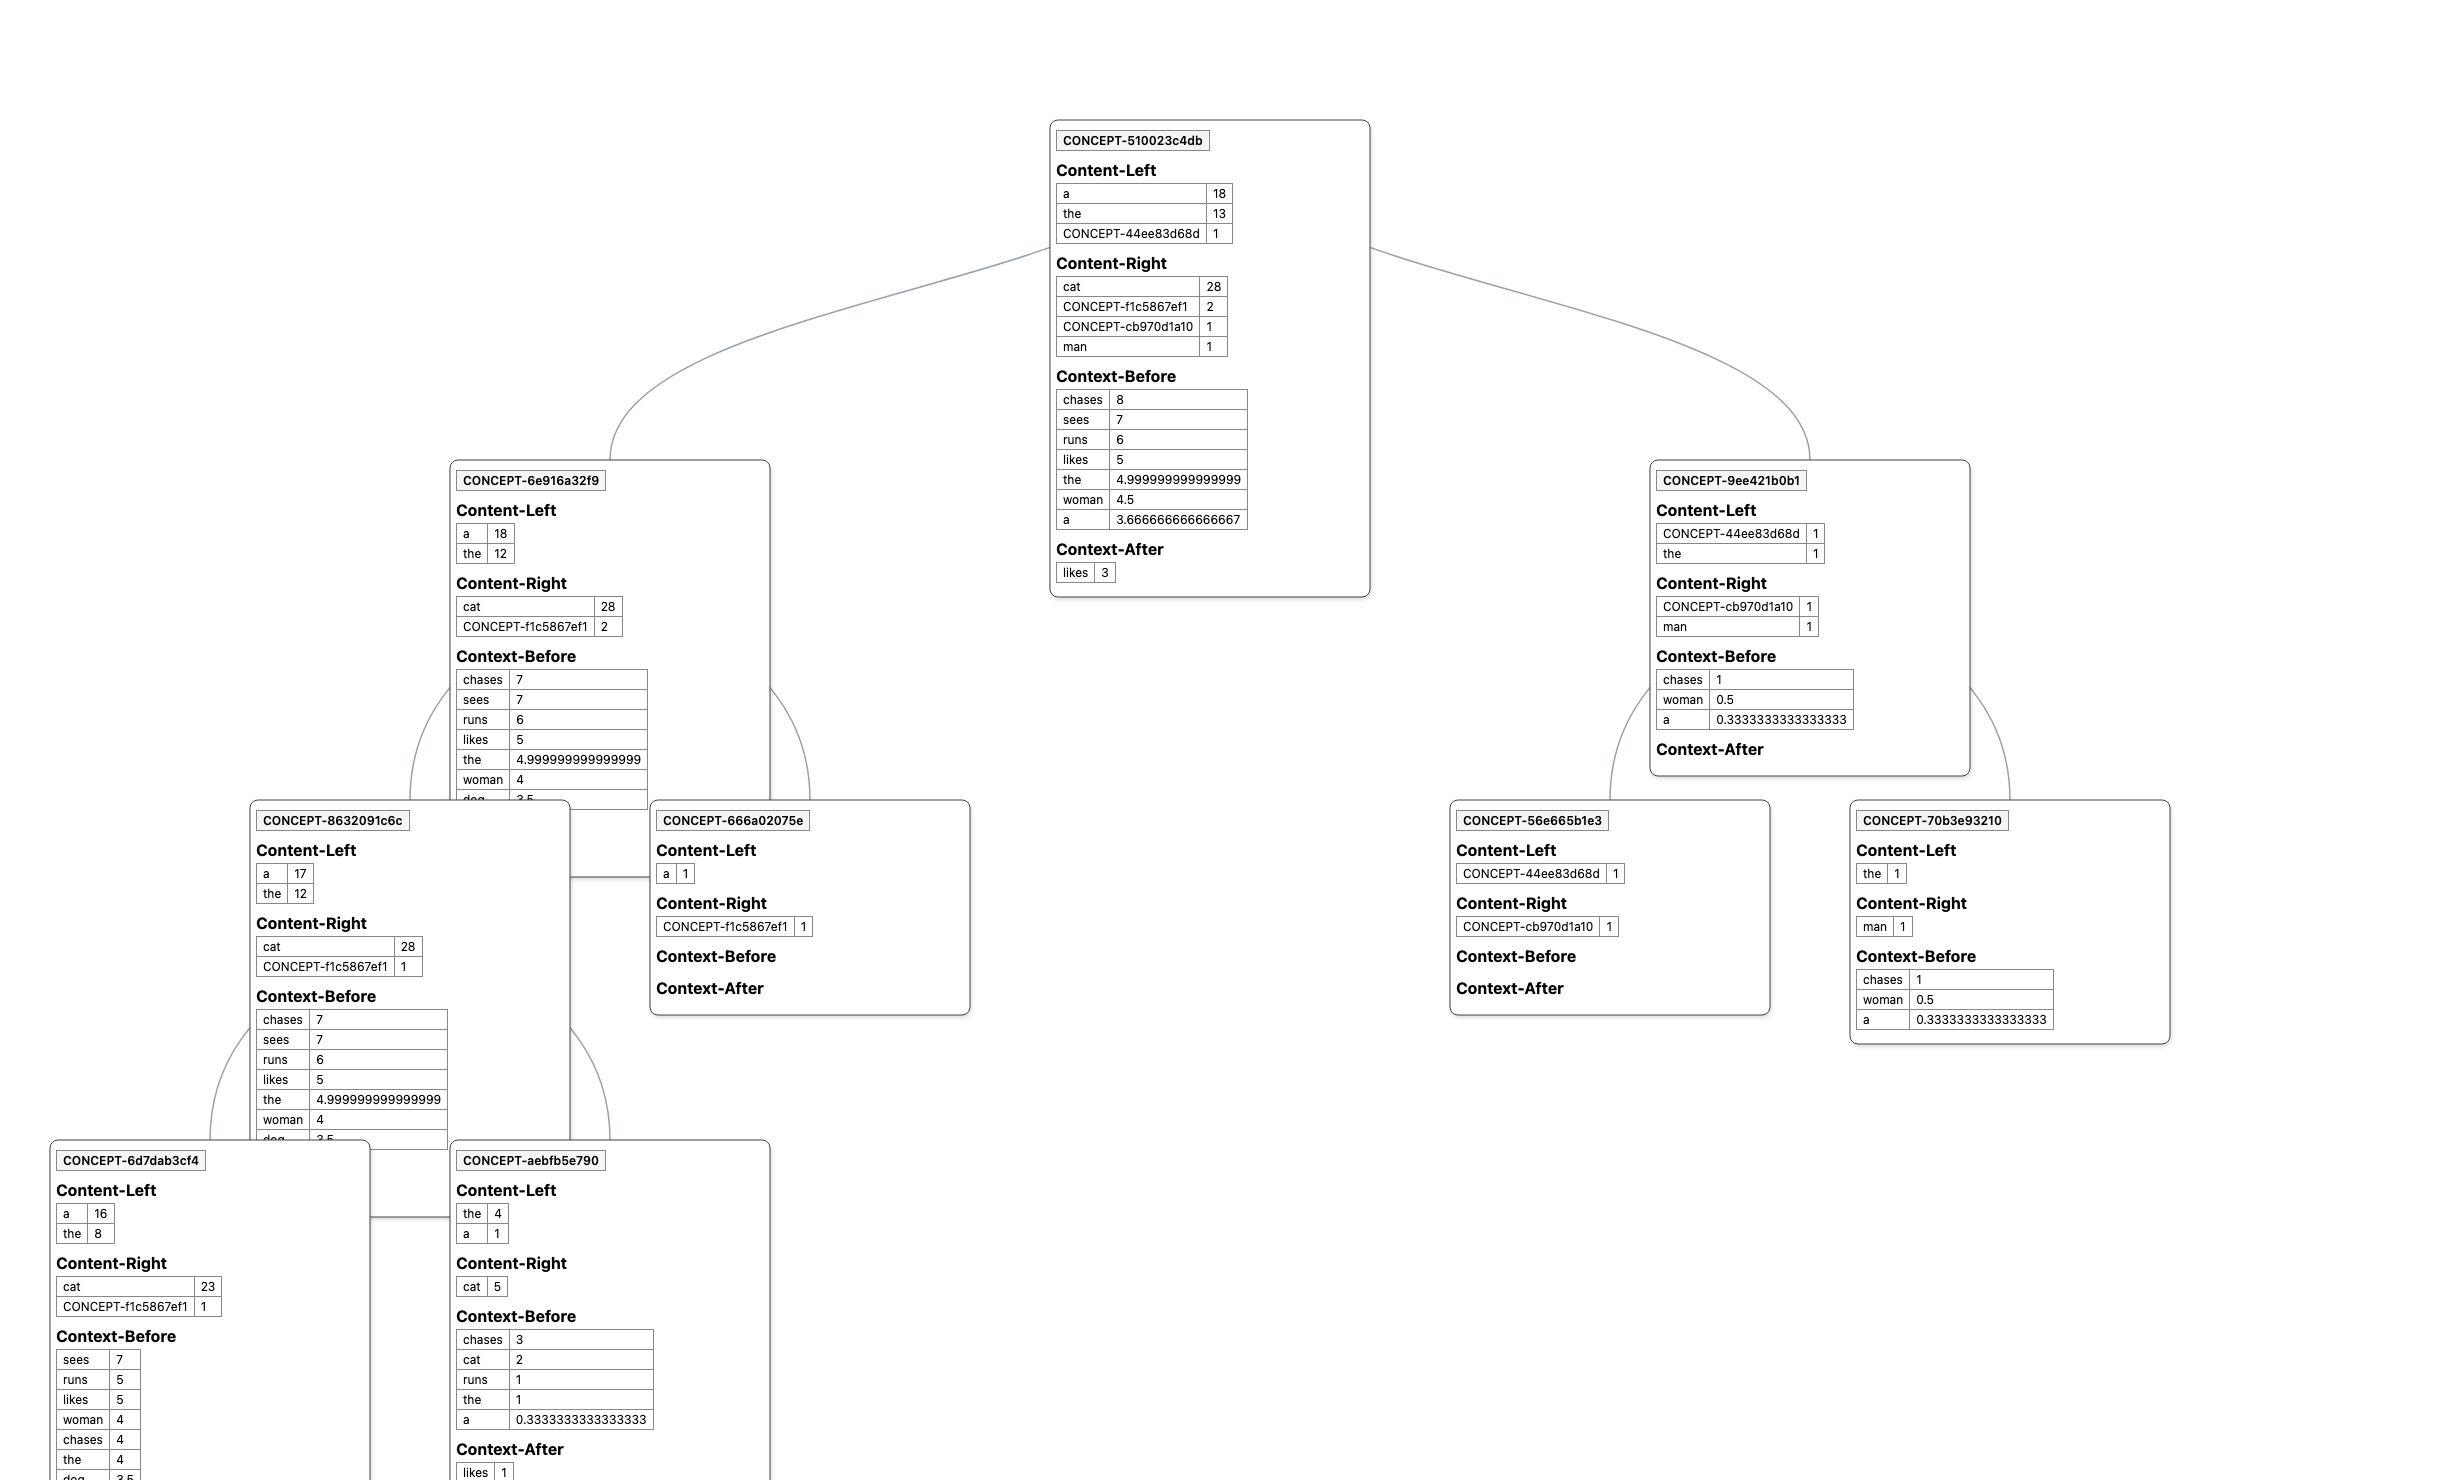 CONCEPT-510023c4db
Content-Left
a 18
the 13
CONCEPT-44ee83d68d 1
Content-Right
cat 28
CONCEPT-f1c5867ef1 2
CONCEPT-cb970d1a10 1
man 1
Context-Before
chases 8
sees 7
runs 6
likes 5
the 4.999999999999999
woman 4.5
a 3.666666666666667
Context-After
likes 3
CONCEPT-6e916a32f9
Content-Left
a 18
the 12
Content-Right
cat 28
CONCEPT-f1c5867ef1 2
Context-Before
chases 7
sees 7
runs 6
likes 5
the 4.999999999999999
woman 4
dog 3.5
CONCEPT-9ee421b0b1
Content-Left
CONCEPT-44ee83d68d 1
the 1
Content-Right
CONCEPT-cb970d1a10 1
man 1
Context-Before
chases 1
woman 0.5
a 0.3333333333333333
Context-After
CONCEPT-8632091c6c
Content-Left
a 17
the 12
Content-Right
cat 28
CONCEPT-f1c5867ef1 1
Context-Before
chases 7
sees 7
runs 6
likes 5
the 4.999999999999999
woman 4
dog 3.5
CONCEPT-666a02075e
Content-Left
a 1
Content-Right
CONCEPT-f1c5867ef1 1
Context-Before
Context-After
CONCEPT-56e665b1e3
Content-Left
CONCEPT-44ee83d68d 1
Content-Right
CONCEPT-cb970d1a10 1
Context-Before
Context-After
CONCEPT-70b3e93210
Content-Left
the 1
Content-Right
man 1
Context-Before
chases 1
woman 0.5
a 0.3333333333333333
CONCEPT-6d7dab3cf4
Content-Left
a 16
the 8
Content-Right
cat 23
CONCEPT-f1c5867ef1 1
Context-Before
sees 7
runs 5
likes 5
woman 4
chases 4
the 4
dog 3.5
CONCEPT-aebfb5e790
Content-Left
the 4
a 1
Content-Right
cat 5
Context-Before
chases 3
cat 2
runs 1
the 1
a 0.3333333333333333
Context-After
likes 1